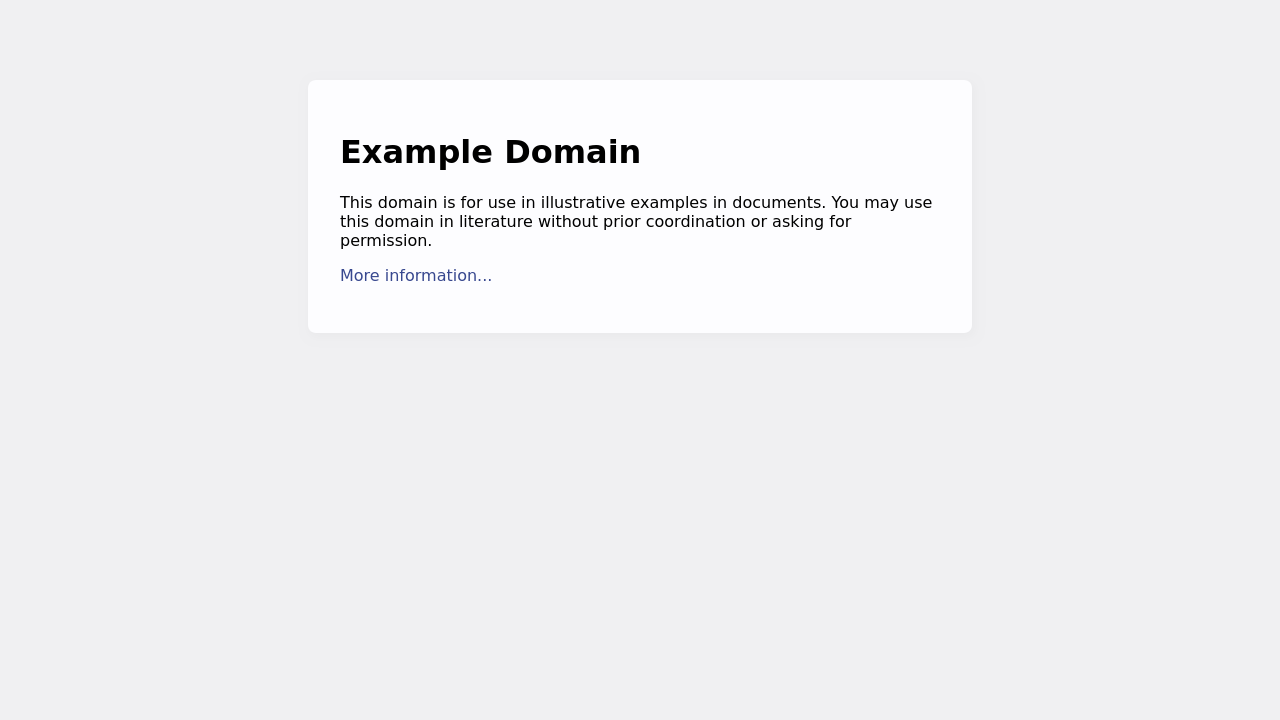 Example Domain
This domain is for use in illustrative examples in documents. You may use
this domain in literature without prior coordination or asking for
permission.
More information...